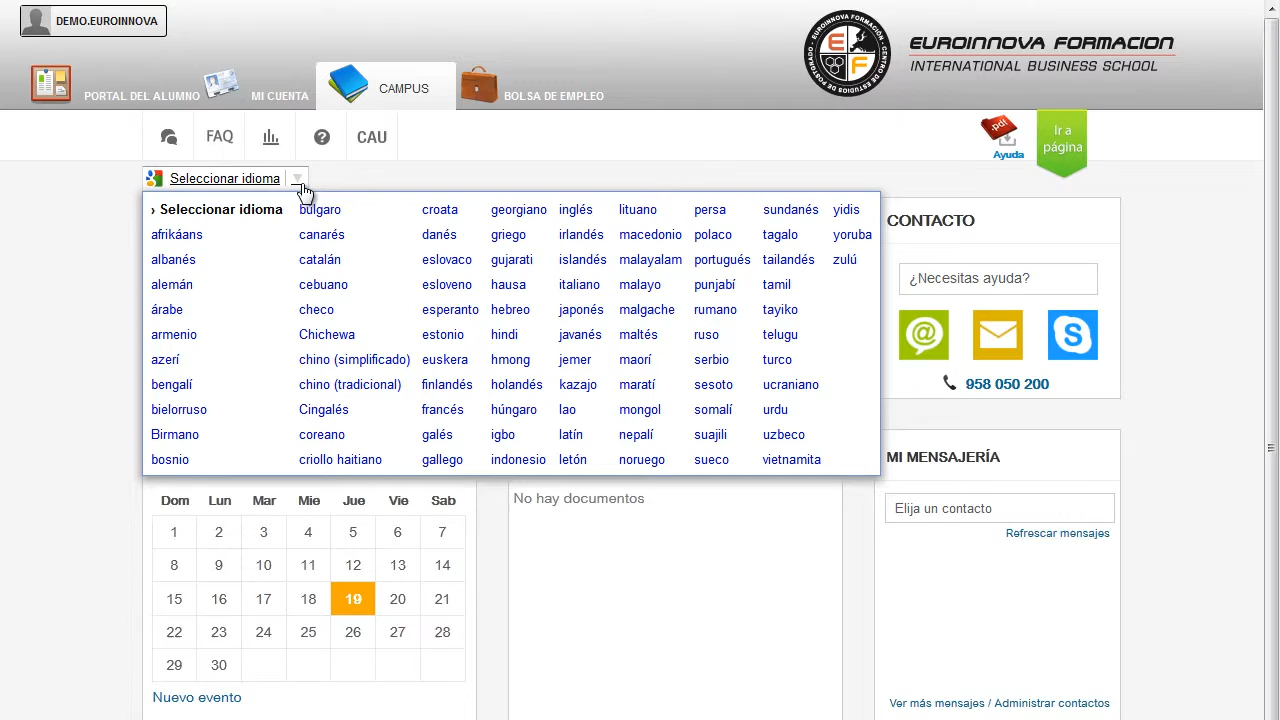 DEMO.EUROINNOVA
EUROINNOVA FORMACION
INTERNATIONAL BUSINESS SCHOOL
EUROINNOVA FORMACIÓN
CENTRO DE ESTUDIOS DE POSTGRADO
E F
PORTAL DEL ALUMNO MI CUENTA CAMPUS BOLSA DE EMPLEO
FAQ ? CAU
.pdf
Ayuda
Ir a
página
Seleccionar idioma
› Seleccionar idioma búlgaro croata georgiano inglés lituano persa sundanés yidis
afrikáans canarés danés griego irlandés macedonio polaco tagalo yoruba
albanés catalán eslovaco gujarati islandés malayalam portugués tailandés zulú
alemán cebuano esloveno hausa italiano malayo punjabí tamil
árabe checo esperanto hebreo japonés malgache rumano tayiko
armenio Chichewa estonio hindi javanés maltés ruso telugu
azerí chino (simplificado) euskera hmong jemer maorí serbio turco
bengalí chino (tradicional) finlandés holandés kazajo maratí sesoto ucraniano
bielorruso Cingalés francés húngaro lao mongol somalí urdu
Birmano coreano galés igbo latín nepalí suajili uzbeco
bosnio criollo haitiano gallego indonesio letón noruego sueco vietnamita
CONTACTO
¿Necesitas ayuda?
@ S
958 050 200
MI MENSAJERÍA
Elija un contacto
Refrescar mensajes
Ver más mensajes / Administrar contactos
Dom Lun Mar Mie Jue Vie Sab
1 2 3 4 5 6 7
8 9 10 11 12 13 14
15 16 17 18 19 20 21
22 23 24 25 26 27 28
29 30
Nuevo evento
No hay documentos